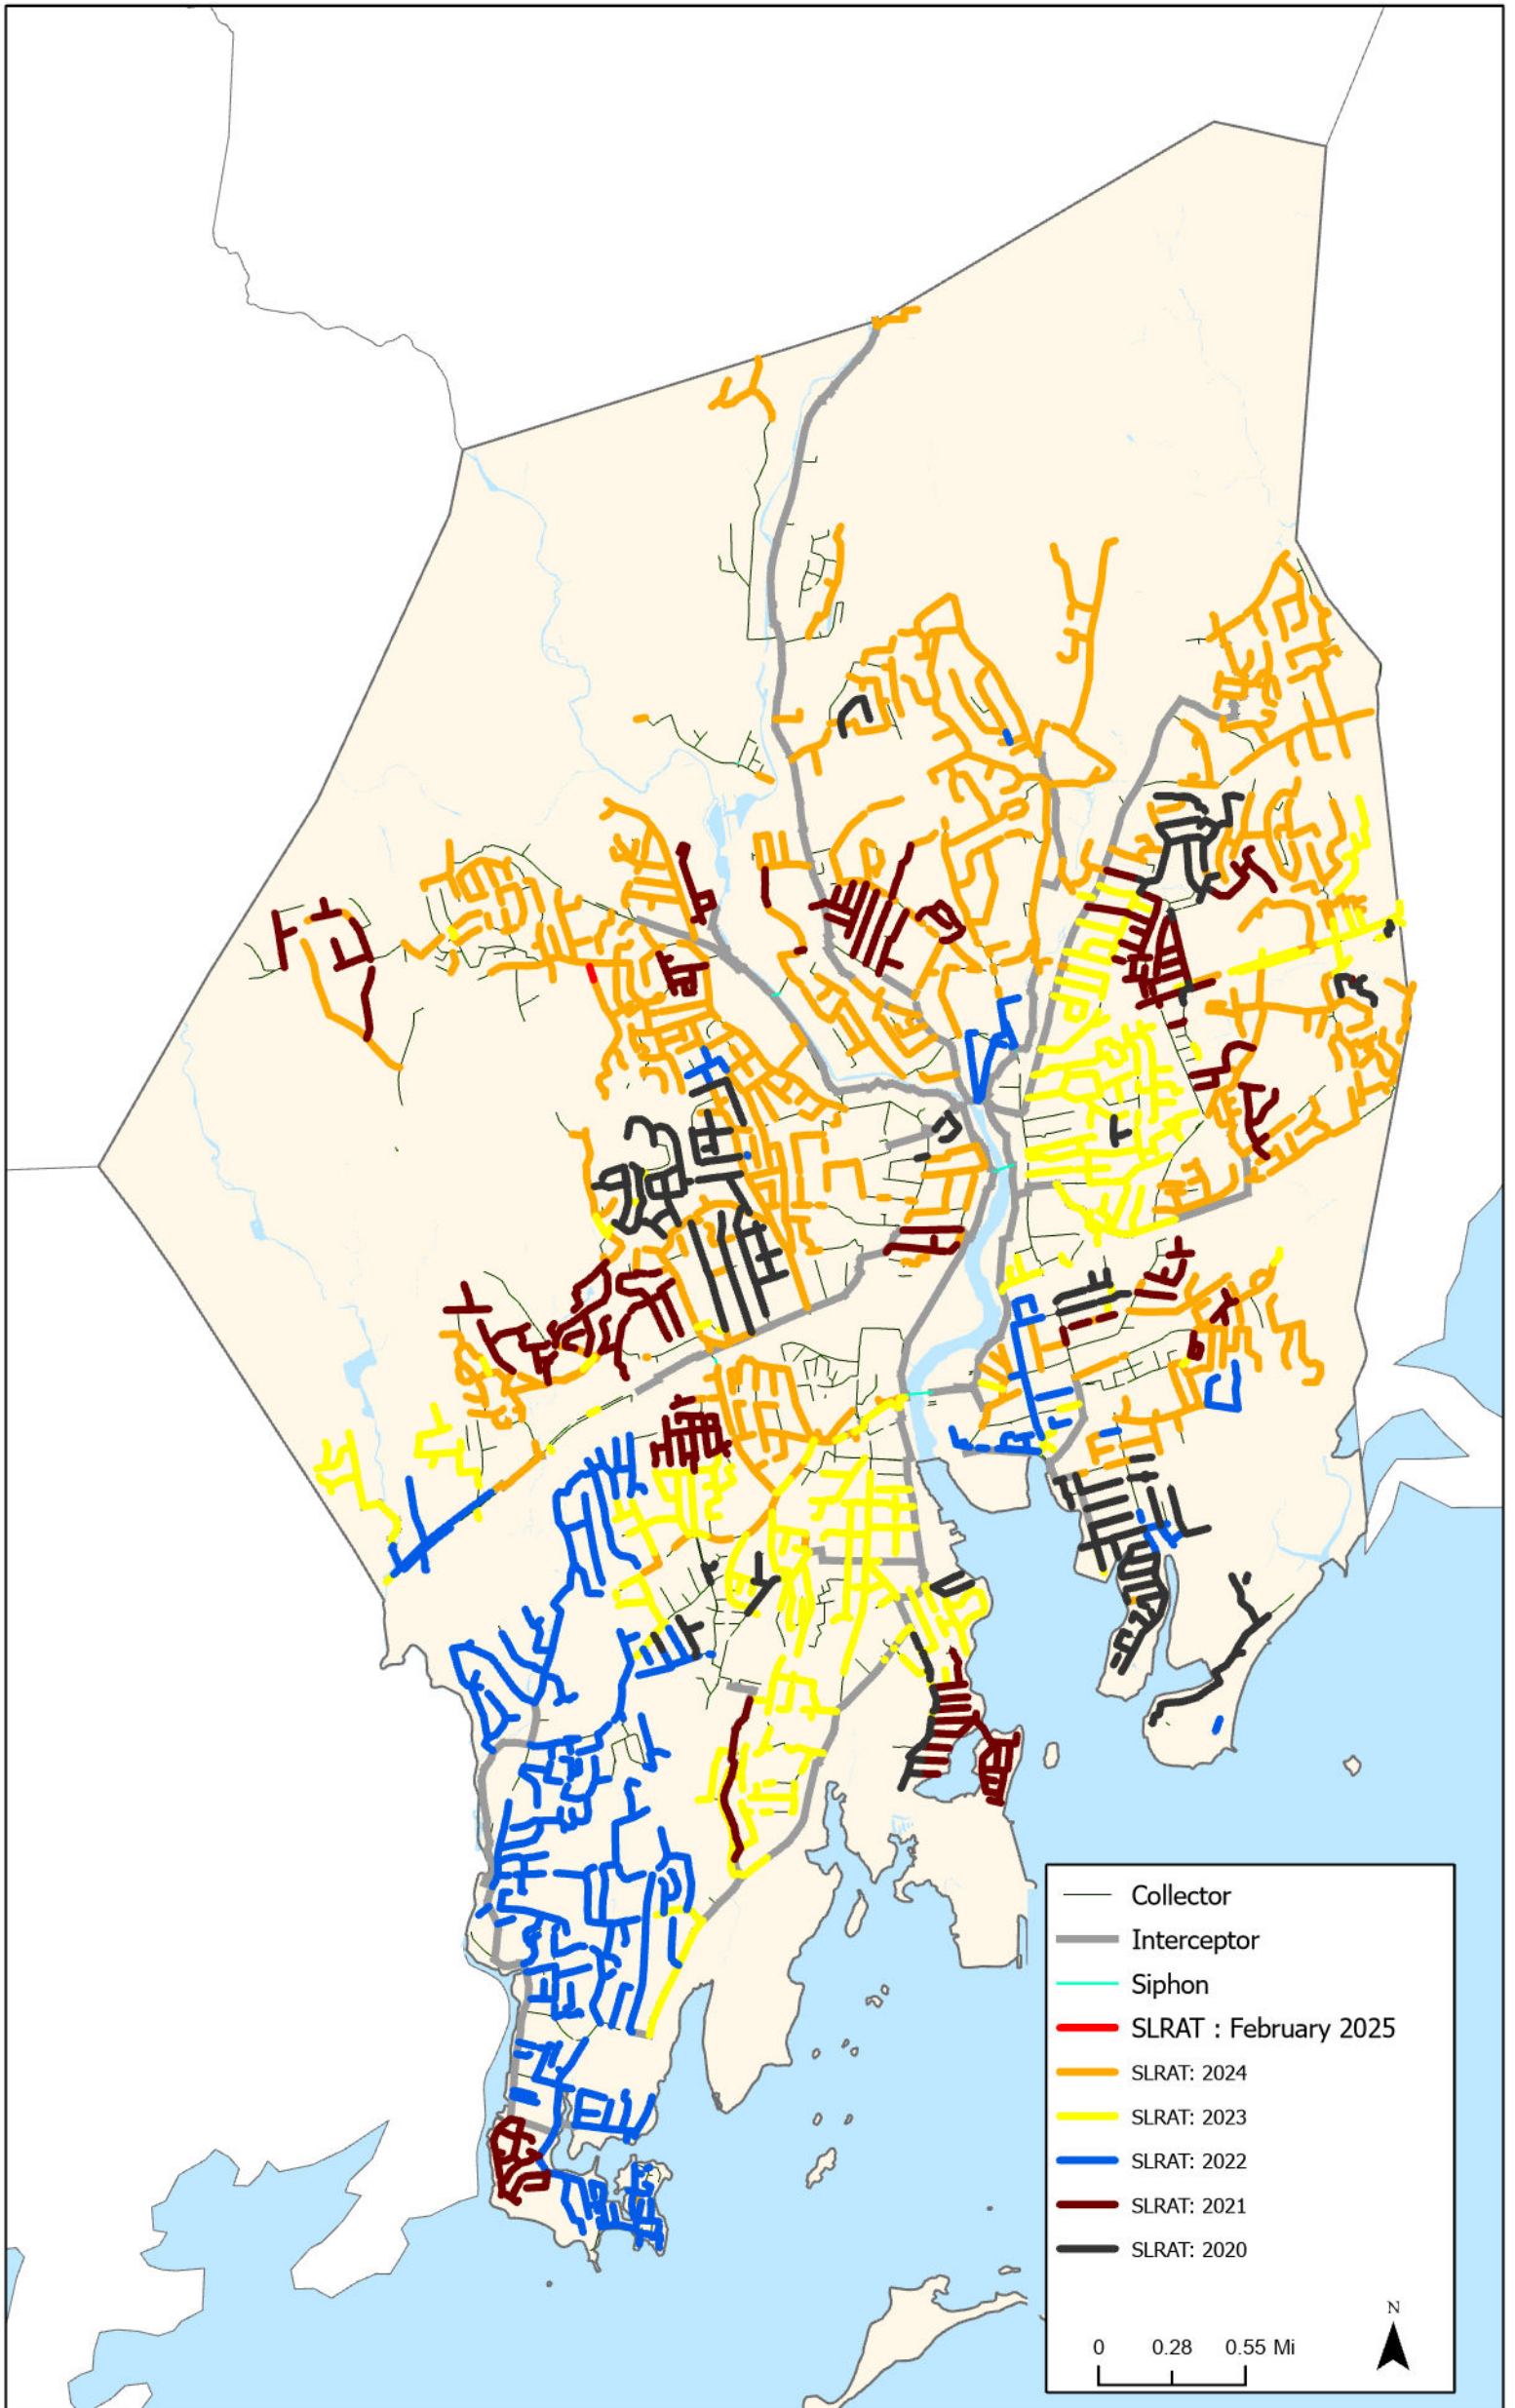 Collector
Interceptor
Siphon
SLRAT : February 2025
SLRAT: 2024
SLRAT: 2023
SLRAT: 2022
SLRAT: 2021
SLRAT: 2020
N
0 0.28 0.55 Mi